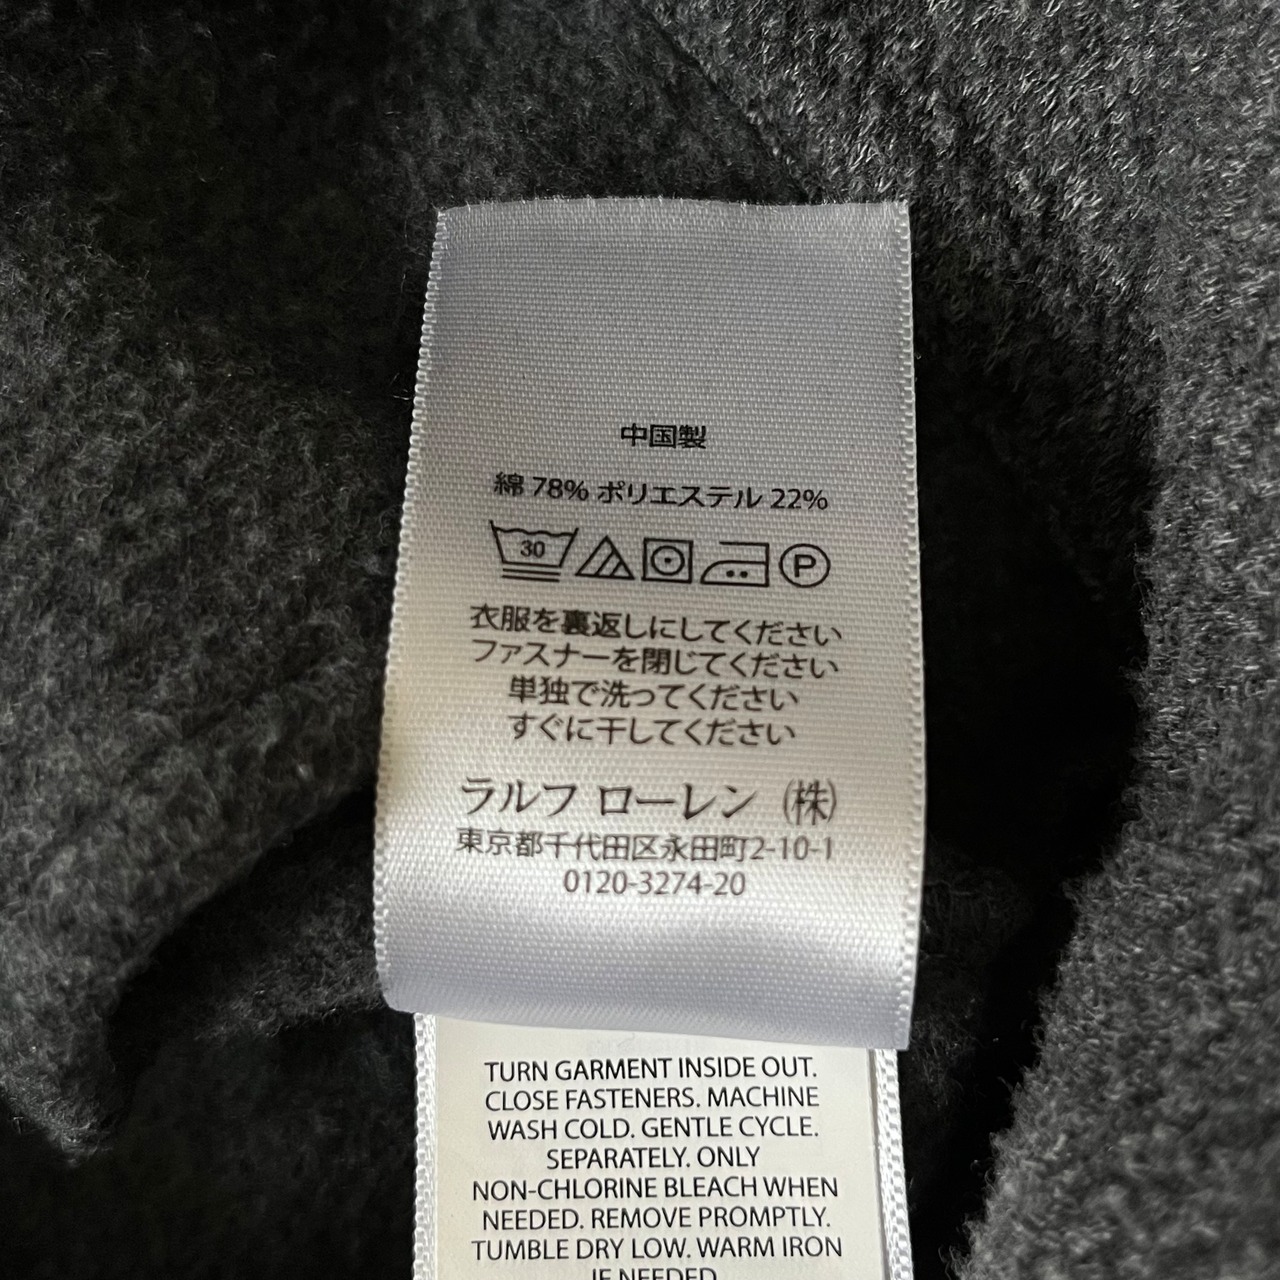 中国製
綿 78% ポリエステル 22%
30 P
衣服を裏返しにしてください
ファスナーを閉じてください
単独で洗ってください
すぐに干してください
ラルフ ローレン ㈱
東京都千代田区永田町2-10-1
0120-3274-20
TURN GARMENT INSIDE OUT.
CLOSE FASTENERS. MACHINE
WASH COLD. GENTLE CYCLE.
SEPARATELY. ONLY
NON-CHLORINE BLEACH WHEN
NEEDED. REMOVE PROMPTLY.
TUMBLE DRY LOW. WARM IRON
IF NEEDED.